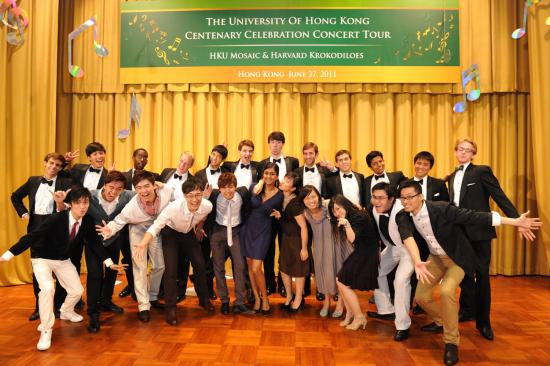 THE UNIVERSITY OF HONG KONG
CENTENARY CELEBRATION CONCERT TOUR
HKU MOSAIC & HARVARD KROKODILOES
HONG KONG JUNE 27, 2011